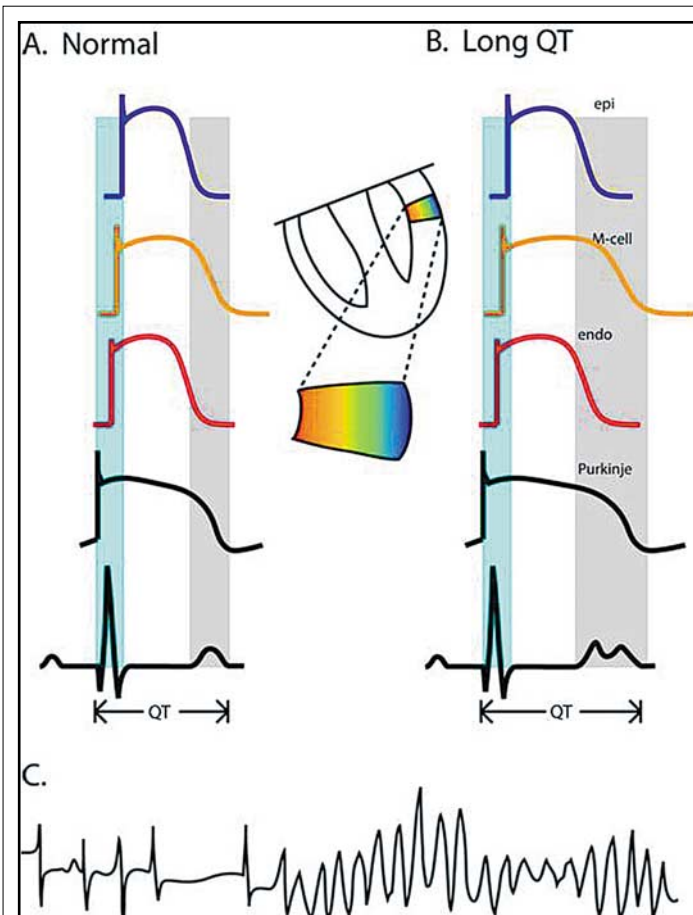 A. Normal
B. Long QT
epi
M-cell
endo
Purkinje
QT
QT
C.